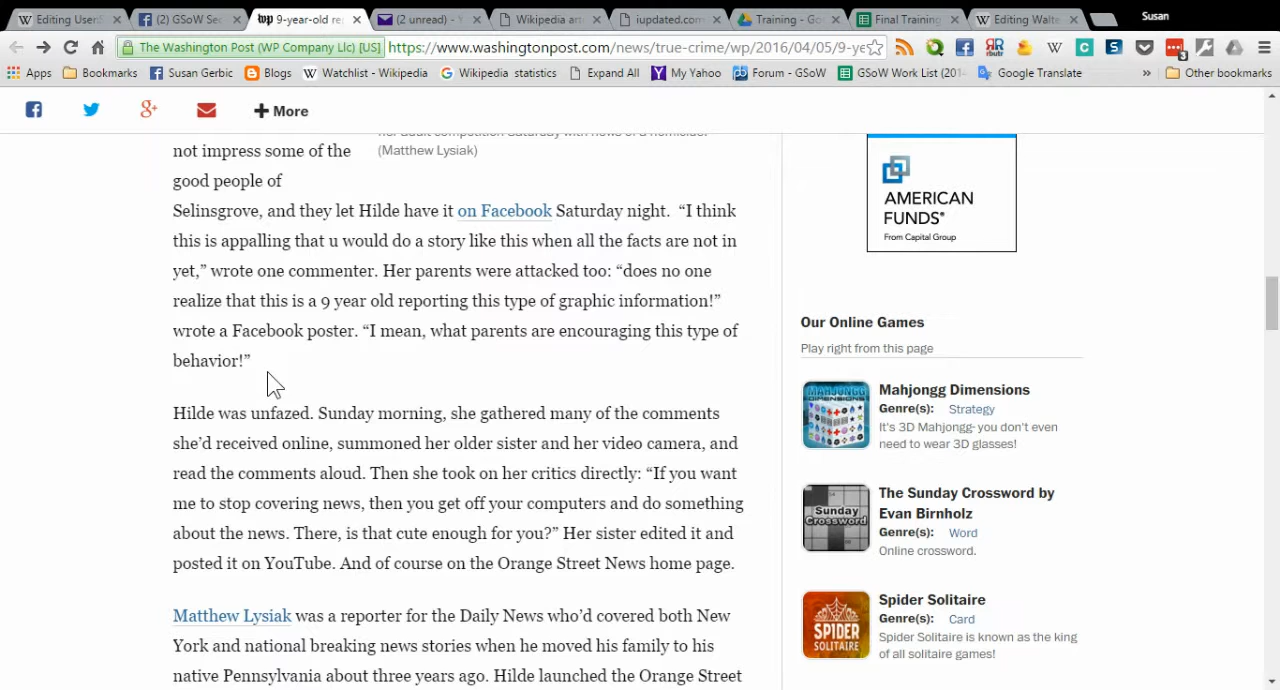 Editing User:S
(2) GSoW Sec
9-year-old re
(2 unread) - Y
Wikipedia art
iupdated.com
Training - Go
Final Training
Editing Walte
Susan
The Washington Post (WP Company Llc) [US]
https://www.washingtonpost.com/news/true-crime/wp/2016/04/05/9-ye
Apps
Bookmarks
Susan Gerbic
Blogs
Watchlist - Wikipedia
Wikipedia statistics
Expand All
My Yahoo
Forum - GSoW
GSoW Work List (201
Google Translate
»
Other bookmarks
More
her adult competition Saturday with news of a homicide.
(Matthew Lysiak)
not impress some of the
good people of
Selinsgrove, and they let Hilde have it on Facebook Saturday night. “I think
this is appalling that u would do a story like this when all the facts are not in
yet,” wrote one commenter. Her parents were attacked too: “does no one
realize that this is a 9 year old reporting this type of graphic information!”
wrote a Facebook poster. “I mean, what parents are encouraging this type of
behavior!”
Hilde was unfazed. Sunday morning, she gathered many of the comments
she’d received online, summoned her older sister and her video camera, and
read the comments aloud. Then she took on her critics directly: “If you want
me to stop covering news, then you get off your computers and do something
about the news. There, is that cute enough for you?” Her sister edited it and
posted it on YouTube. And of course on the Orange Street News home page.
Matthew Lysiak was a reporter for the Daily News who’d covered both New
York and national breaking news stories when he moved his family to his
native Pennsylvania about three years ago. Hilde launched the Orange Street
AMERICAN
FUNDS®
From Capital Group
Our Online Games
Play right from this page
MAHJONGG
DIMENSIONS
Mahjongg Dimensions
Genre(s): Strategy
It's 3D Mahjongg- you don't even
need to wear 3D glasses!
Sunday
Crossword
The Sunday Crossword by
Evan Birnholz
Genre(s): Word
Online crossword.
SPIDER
SOLITAIRE
Spider Solitaire
Genre(s): Card
Spider Solitaire is known as the king
of all solitaire games!